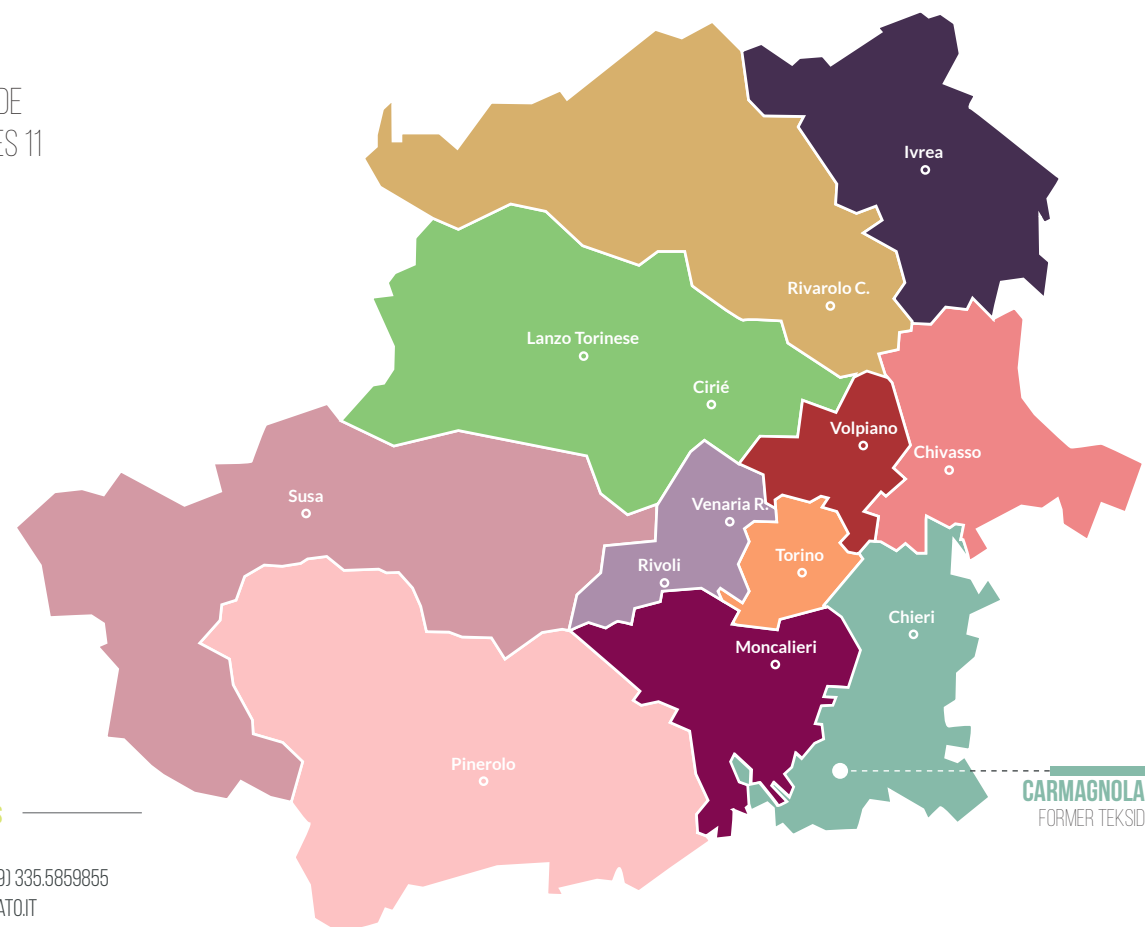 DE
ES 11
Ivrea
Rivarolo C.
Lanzo Torinese
Cirié
Volpiano
Chivasso
Susa
Venaria R.
Torino
Rivoli
Chieri
Moncalieri
Pinerolo
CARMAGNOLA
FORMER TEKSID
S
9) 335.5859855
ATO.IT